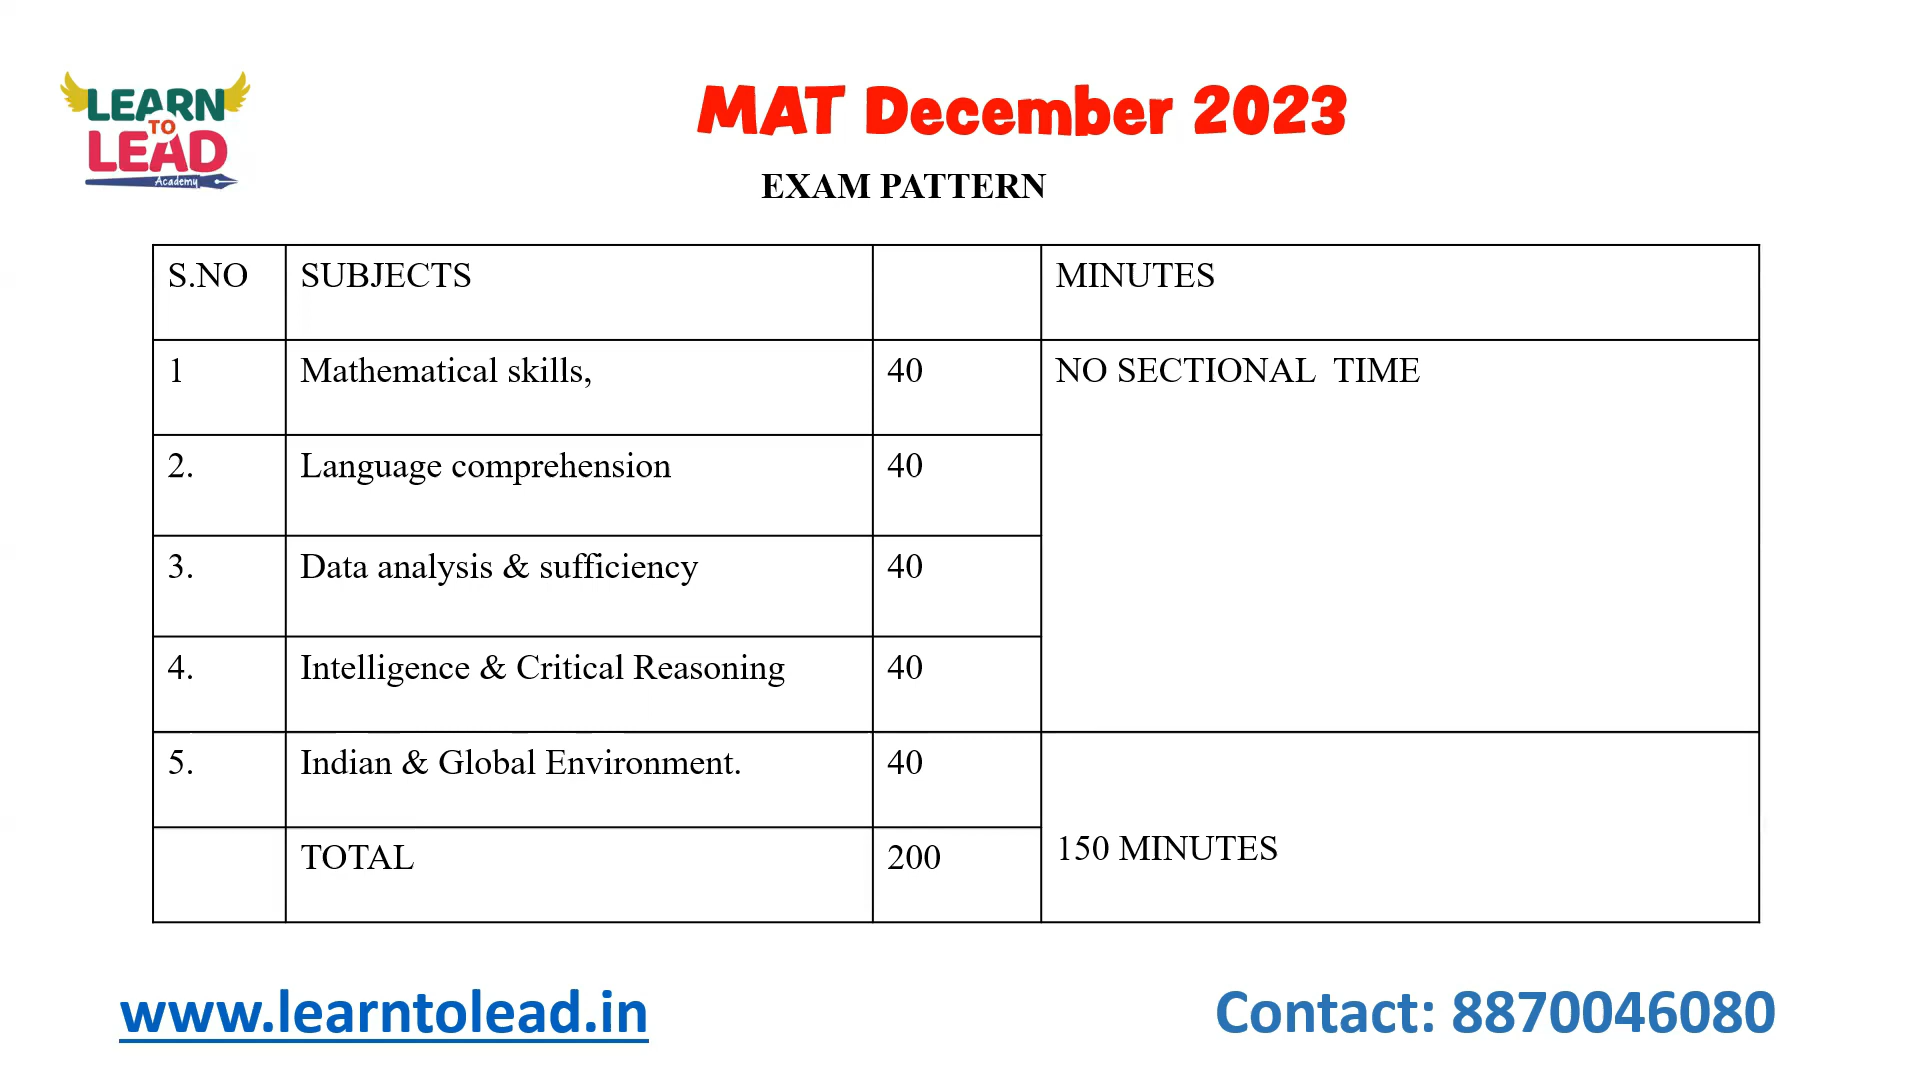 LEARN
TO
LEAD
Academy
MAT December 2023
EXAM PATTERN
S.NO SUBJECTS MINUTES
1 Mathematical skills, 40 NO SECTIONAL TIME
2. Language comprehension 40
3. Data analysis & sufficiency 40
4. Intelligence & Critical Reasoning 40
5. Indian & Global Environment. 40
TOTAL 200 150 MINUTES
www.learntolead.in Contact: 8870046080